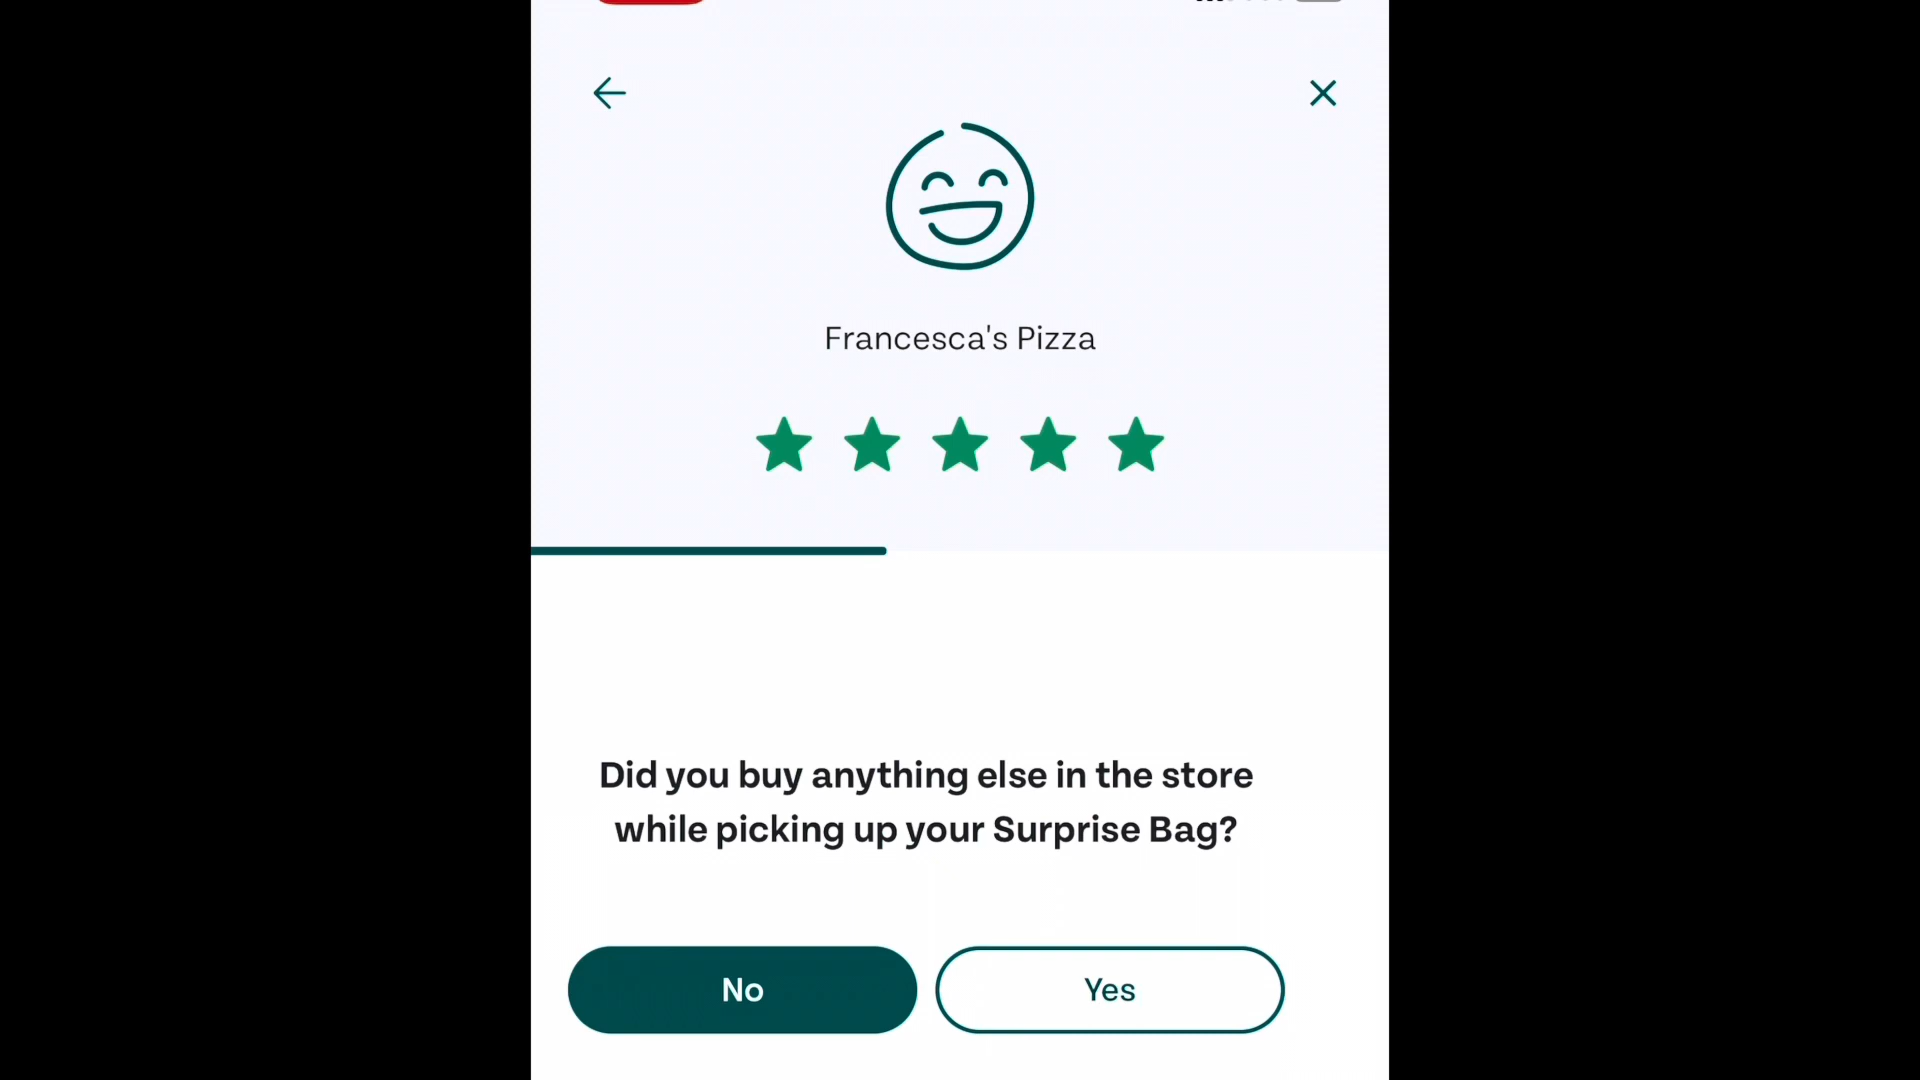 Francesca's Pizza
Did you buy anything else in the store
while picking up your Surprise Bag?
No
Yes